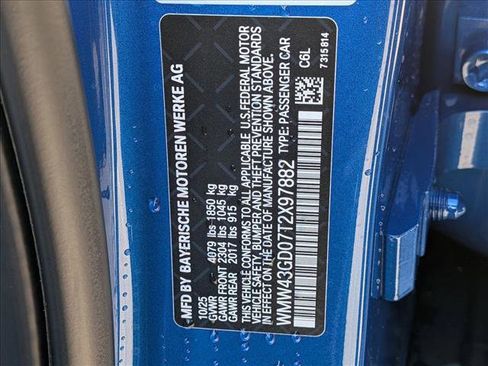 MFD BY BAYERISCHE MOTOREN WERKE AG
10/25
GVWR 4079 lbs 1850 kg
GAWR FRONT 2304 lbs 1045 kg
GAWR REAR 2017 lbs 915 kg
THIS VEHICLE CONFORMS TO ALL APPLICABLE U.S.FEDERAL MOTOR
VEHICLE SAFETY, BUMPER AND THEFT PREVENTION STANDARDS
IN EFFECT ON THE DATE OF MANUFACTURE SHOWN ABOVE.
WMW43GD07T2X97882 TYPE: PASSENGER CAR
C6L
7315814